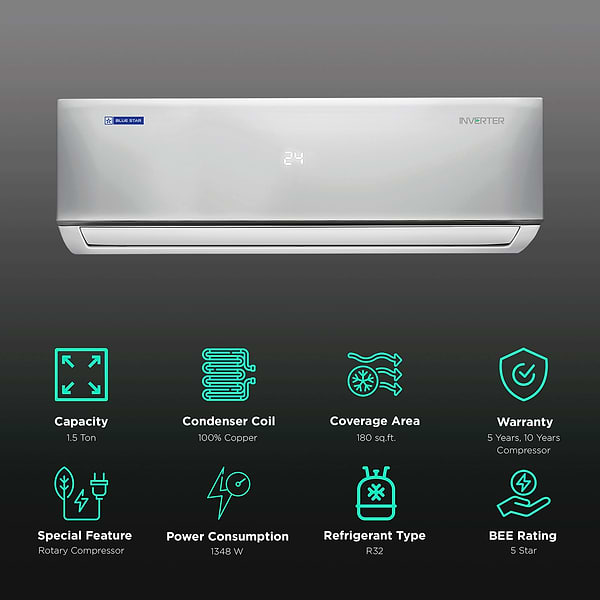 BLUE STAR
INVERTER
24
Capacity
1.5 Ton
Condenser Coil
100% Copper
Coverage Area
180 sq.ft.
Warranty
5 Years, 10 Years
Compressor
Special Feature
Rotary Compressor
Power Consumption
1348 W
Refrigerant Type
R32
BEE Rating
5 Star